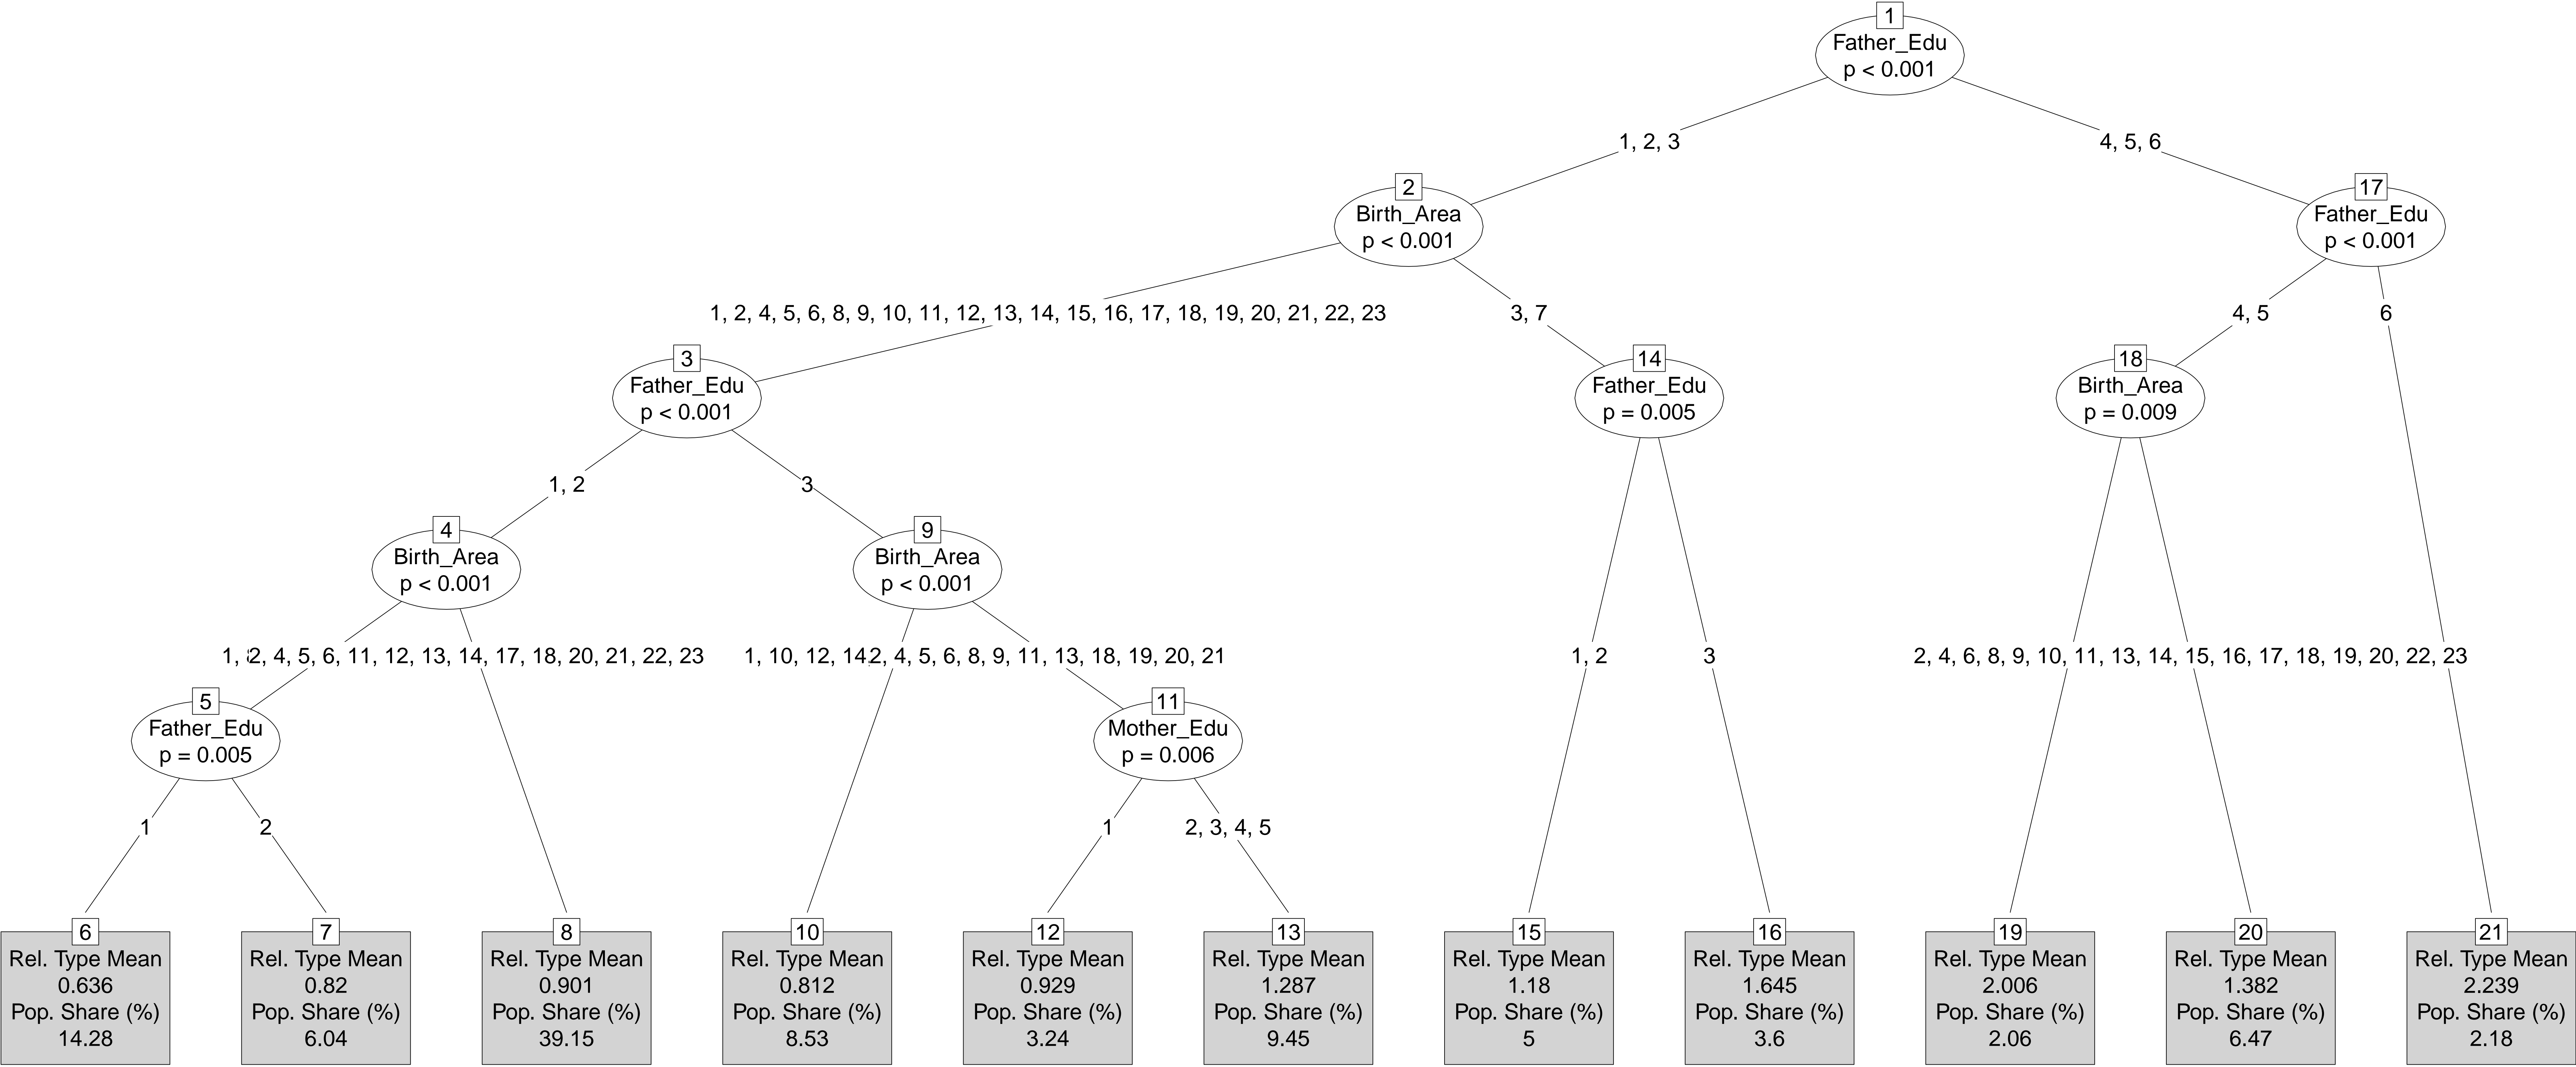 1
Father_Edu
p < 0.001
1, 2, 3
4, 5, 6
2
Birth_Area
p < 0.001
17
Father_Edu
p < 0.001
1, 2, 4, 5, 6, 8, 9, 10, 11, 12, 13, 14, 15, 16, 17, 18, 19, 20, 21, 22, 23
3, 7
4, 5
6
3
Father_Edu
p < 0.001
14
Father_Edu
p = 0.005
18
Birth_Area
p = 0.009
1, 2
3
4
Birth_Area
p < 0.001
9
Birth_Area
p < 0.001
1,
2, 4, 5, 6, 11, 12, 13, 14, 17, 18, 20, 21, 22, 23
1, 10, 12, 14
2, 4, 5, 6, 8, 9, 11, 13, 18, 19, 20, 21
1, 2
3
2, 4, 6, 8, 9, 10, 11, 13, 14, 15, 16, 17, 18, 19, 20, 22, 23
5
Father_Edu
p = 0.005
11
Mother_Edu
p = 0.006
1
2
1
2, 3, 4, 5
6
Rel. Type Mean
0.636
Pop. Share (%)
14.28
7
Rel. Type Mean
0.82
Pop. Share (%)
6.04
8
Rel. Type Mean
0.901
Pop. Share (%)
39.15
10
Rel. Type Mean
0.812
Pop. Share (%)
8.53
12
Rel. Type Mean
0.929
Pop. Share (%)
3.24
13
Rel. Type Mean
1.287
Pop. Share (%)
9.45
15
Rel. Type Mean
1.18
Pop. Share (%)
5
16
Rel. Type Mean
1.645
Pop. Share (%)
3.6
19
Rel. Type Mean
2.006
Pop. Share (%)
2.06
20
Rel. Type Mean
1.382
Pop. Share (%)
6.47
21
Rel. Type Mean
2.239
Pop. Share (%)
2.18